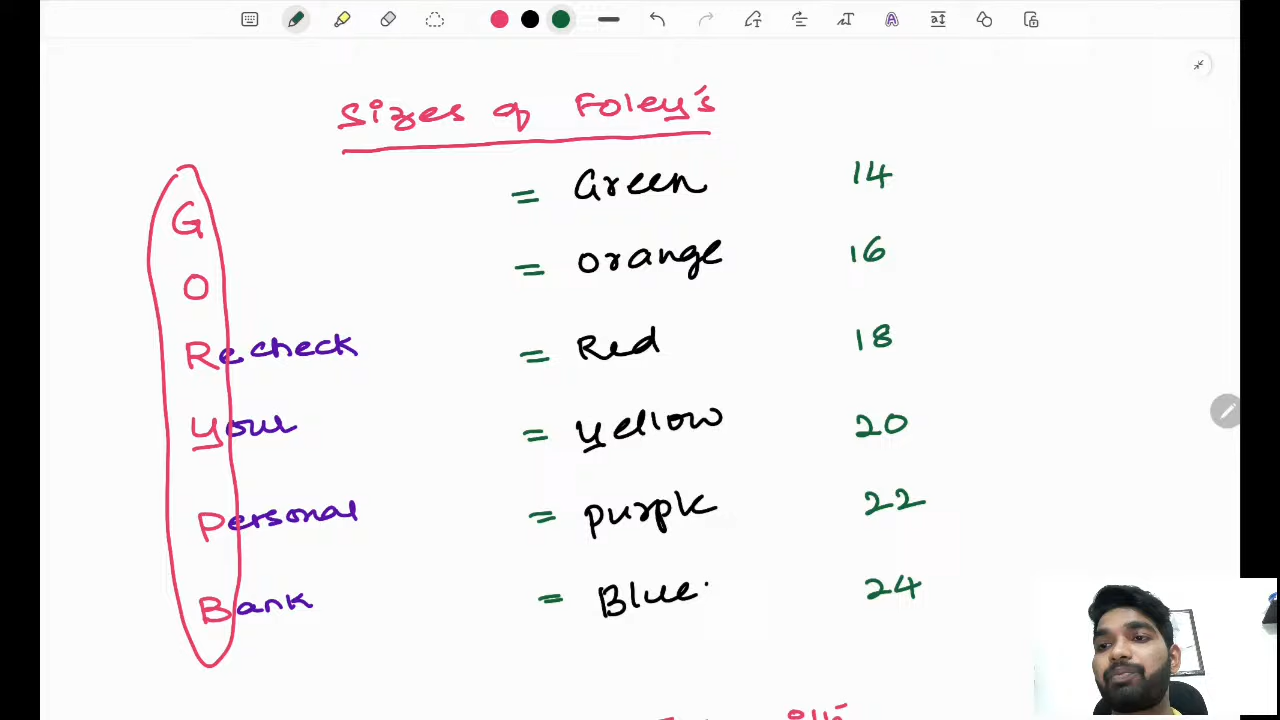 Sizes of Foley's
G = Green 14
O = orange 16
Recheck = Red 18
Your = yellow 20
Personal = purple 22
Bank = Blue 24